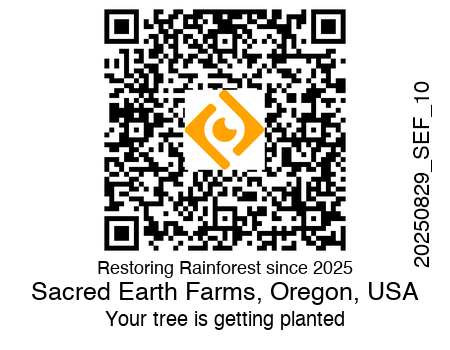 Restoring Rainforest since 2025
Sacred Earth Farms, Oregon, USA
Your tree is getting planted
20250829_SEF_10